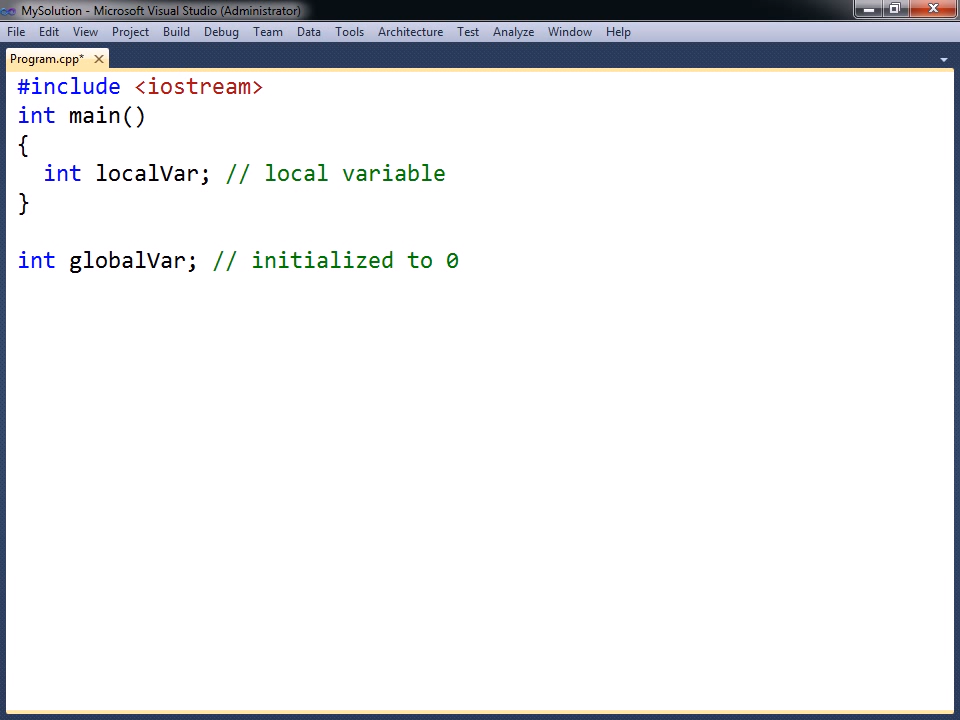 MySolution - Microsoft Visual Studio (Administrator)
File Edit View Project Build Debug Team Data Tools Architecture Test Analyze Window Help
Program.cpp*
#include <iostream>
int main()
{
  int localVar; // local variable
}

int globalVar; // initialized to 0